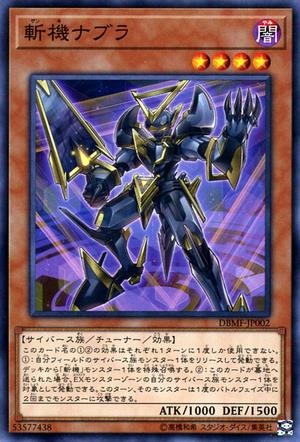 斬機ナブラ
闇
DBMF-JP002
【サイバース族／チューナー／効果】
このカード名の①②の効果はそれぞれ1ターンに1度しか使用できない。
①：自分フィールドのサイバース族モンスター1体をリリースして発動できる。
デッキから「斬機」モンスター1体を特殊召喚する。②：このカードが墓地
へ送られた場合、EXモンスターゾーンの自分のサイバース族モンスター1体
を対象として発動できる。このターン、そのモンスターは1度のバトルフェイズ中に
2回までモンスターに攻撃できる。
ATK／1000 DEF／1500
53577438
©高橋和希 スタジオ・ダイス／集英社